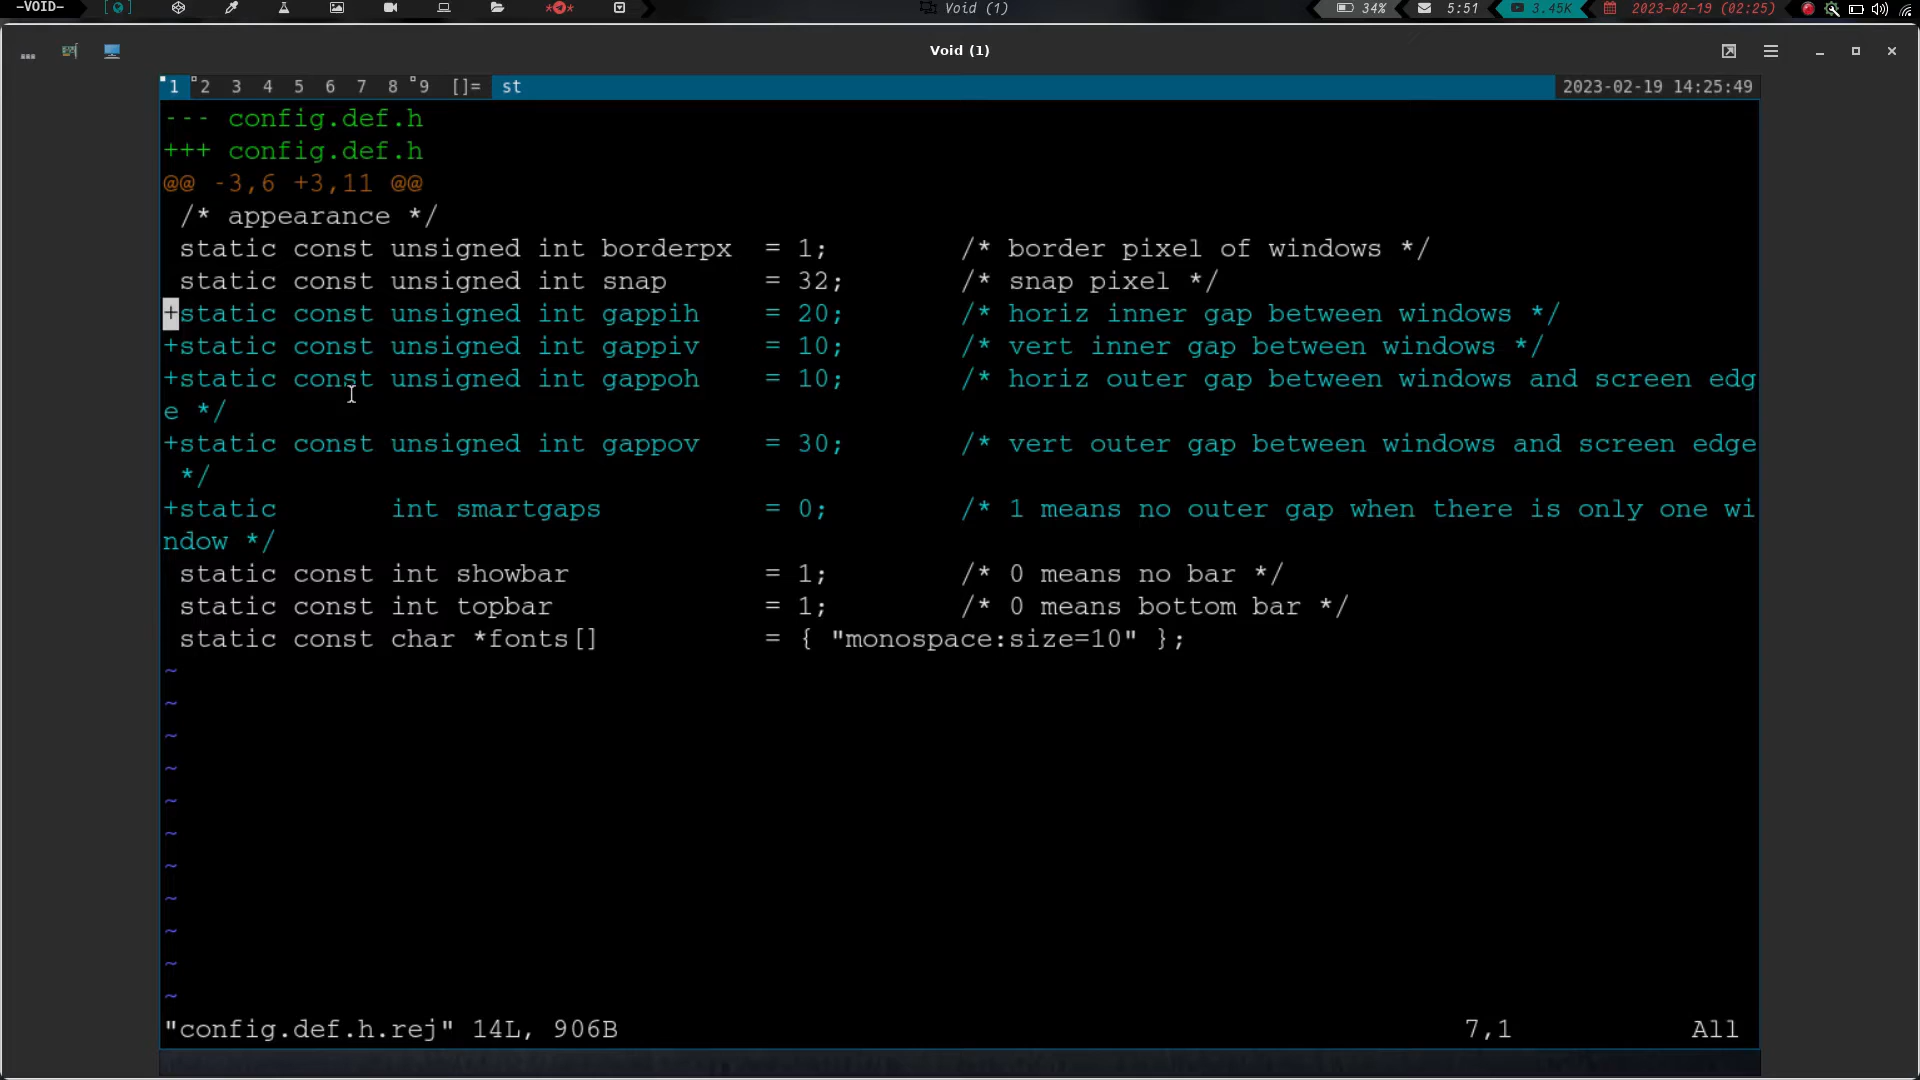 -VOID-
Void (1)
34%
5:51
3.45K
2023-02-19 (02:25)
Void (1)
1 2 3 4 5 6 7 8 9 []= st
2023-02-19 14:25:49
--- config.def.h
+++ config.def.h
@@ -3,6 +3,11 @@
/* appearance */
static const unsigned int borderpx = 1; /* border pixel of windows */
static const unsigned int snap = 32; /* snap pixel */
+static const unsigned int gappih = 20; /* horiz inner gap between windows */
+static const unsigned int gappiv = 10; /* vert inner gap between windows */
+static const unsigned int gappoh = 10; /* horiz outer gap between windows and screen edg
e */
+static const unsigned int gappov = 30; /* vert outer gap between windows and screen edge
*/
+static int smartgaps = 0; /* 1 means no outer gap when there is only one wi
ndow */
static const int showbar = 1; /* 0 means no bar */
static const int topbar = 1; /* 0 means bottom bar */
static const char *fonts[] = { "monospace:size=10" };
~
~
~
~
~
~
~
~
~
~
~
"config.def.h.rej" 14L, 906B 7,1 All